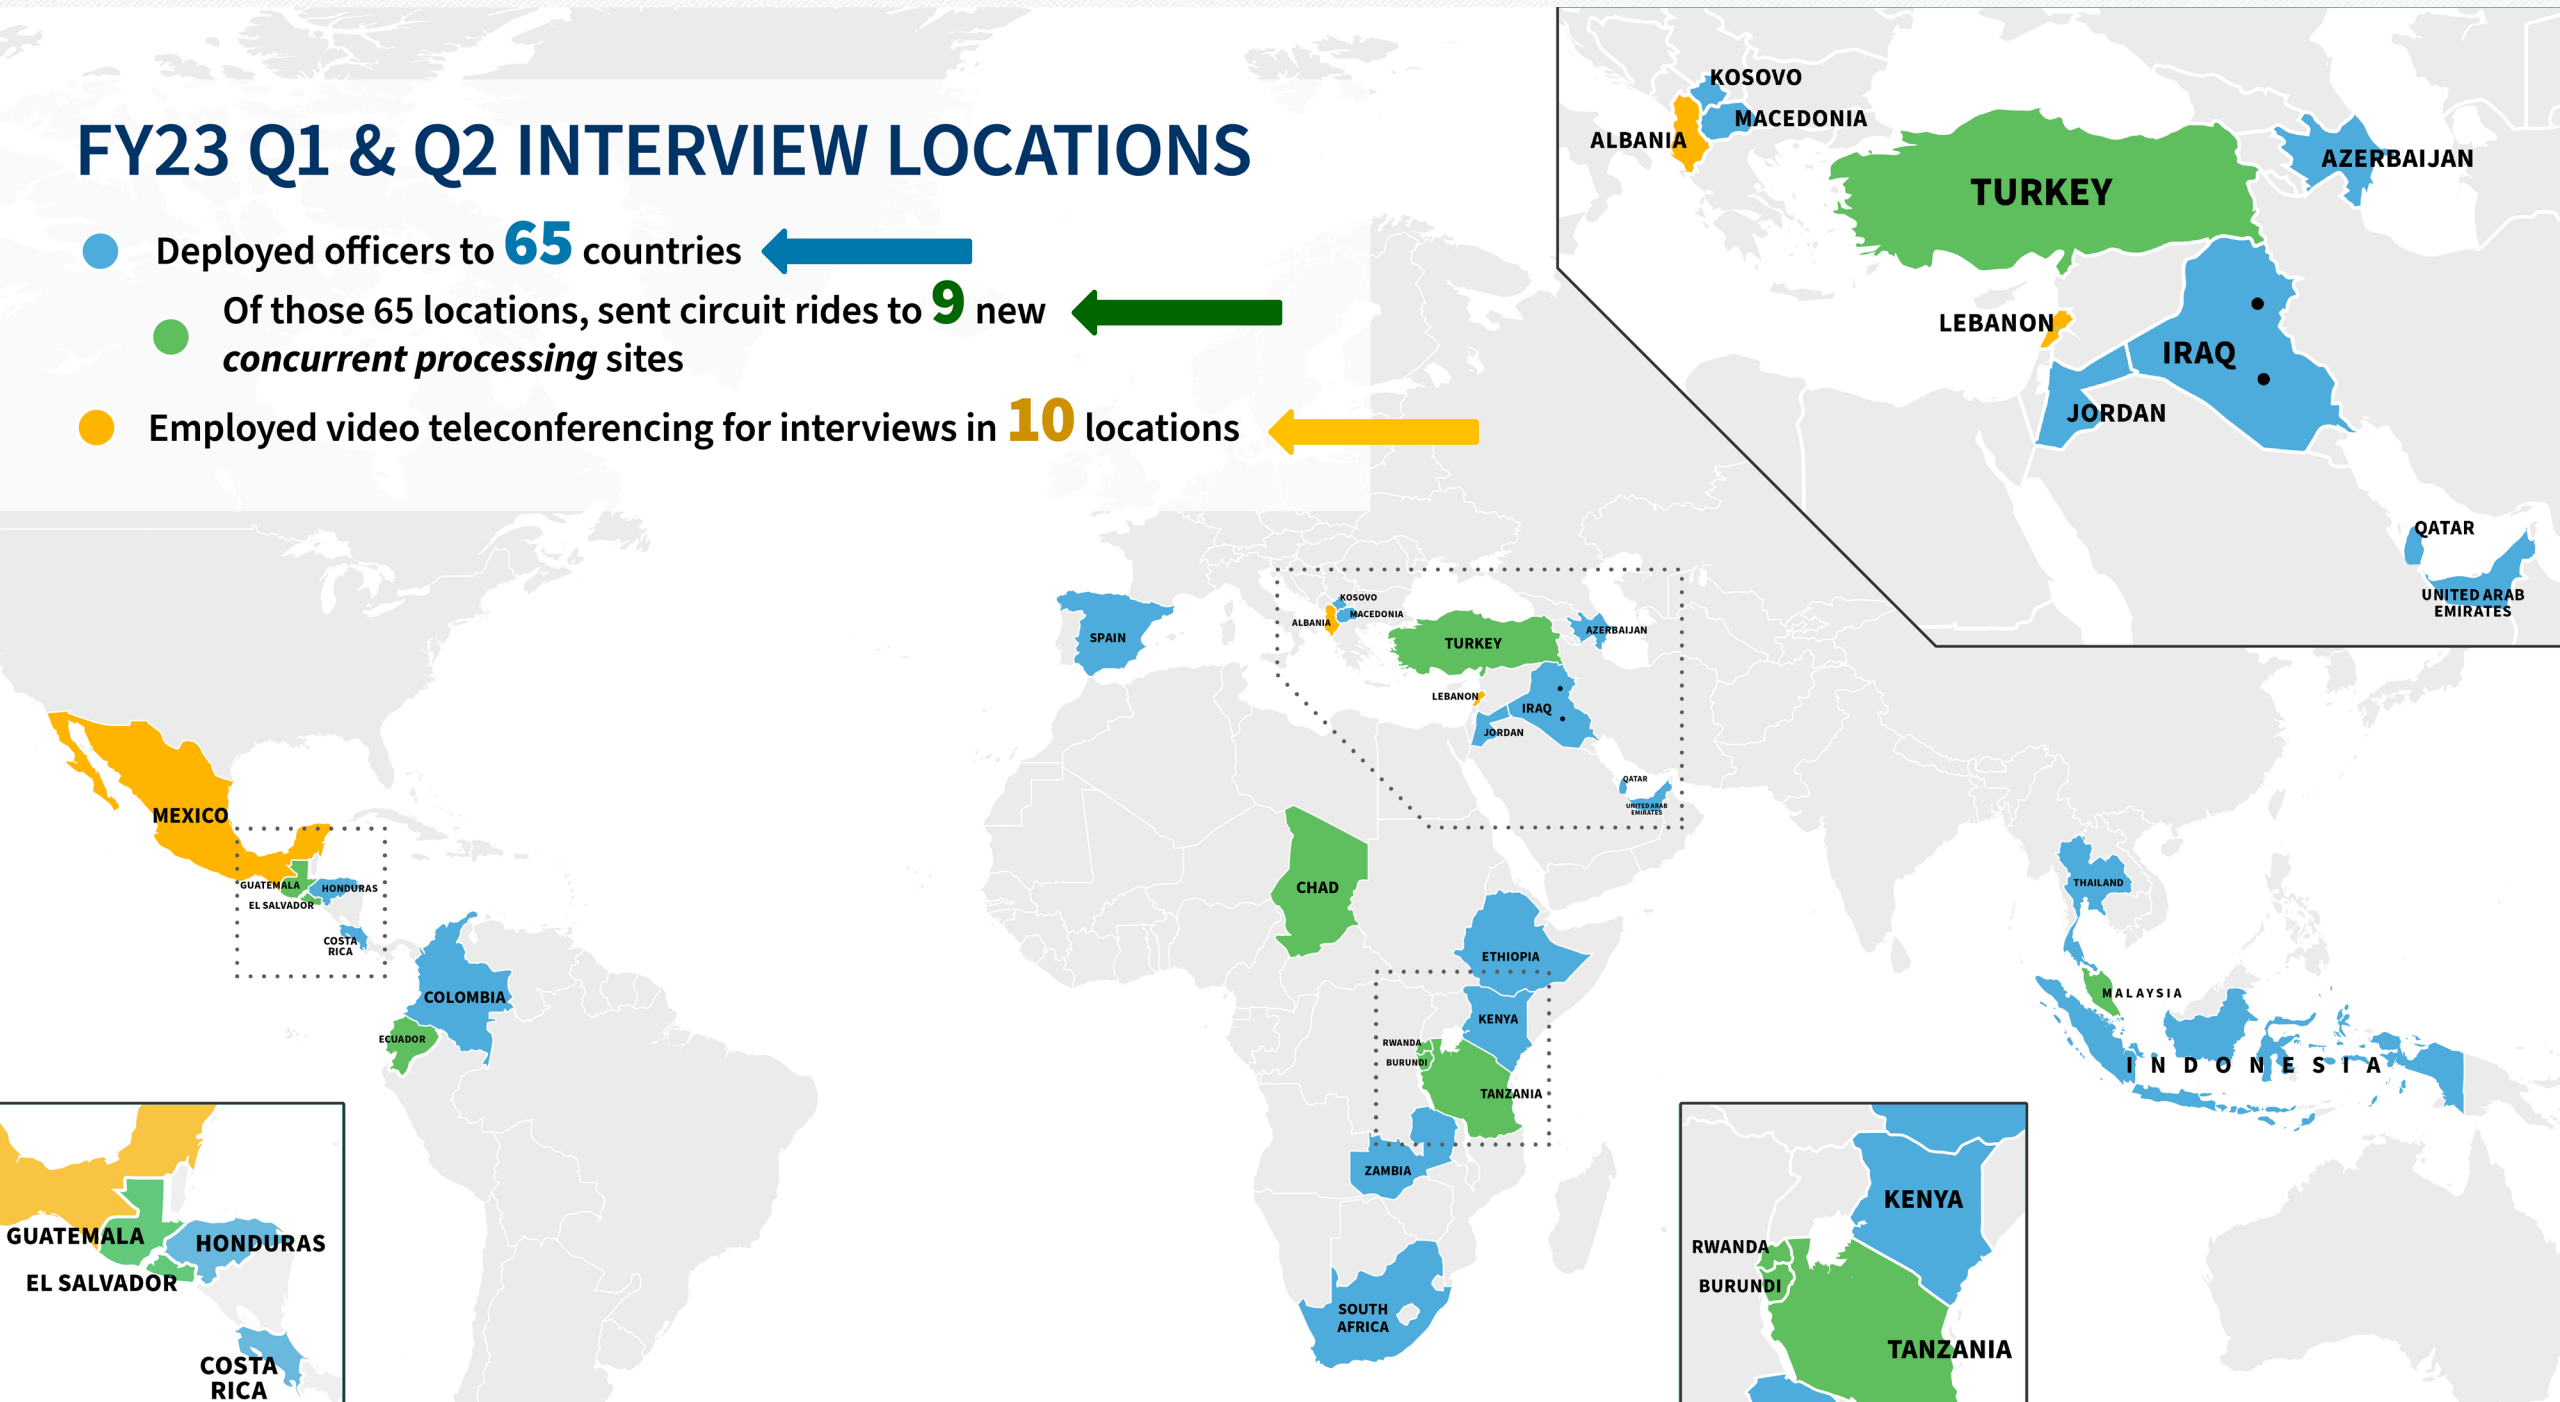 FY23 Q1 & Q2 INTERVIEW LOCATIONS
Deployed officers to 65 countries
Of those 65 locations, sent circuit rides to 9 new
concurrent processing sites
Employed video teleconferencing for interviews in 10 locations
KOSOVO
MACEDONIA
ALBANIA
TURKEY
AZERBAIJAN
LEBANON
IRAQ
JORDAN
QATAR
UNITED ARAB
EMIRATES
SPAIN
KOSOVO
MACEDONIA
ALBANIA
TURKEY
AZERBAIJAN
LEBANON
IRAQ
JORDAN
QATAR
UNITED ARAB
EMIRATES
MEXICO
GUATEMALA
HONDURAS
EL SALVADOR
COSTA
RICA
COLOMBIA
ECUADOR
CHAD
ETHIOPIA
KENYA
RWANDA
BURUNDI
TANZANIA
ZAMBIA
SOUTH
AFRICA
THAILAND
MALAYSIA
INDONESIA
GUATEMALA
HONDURAS
EL SALVADOR
COSTA
RICA
KENYA
RWANDA
BURUNDI
TANZANIA